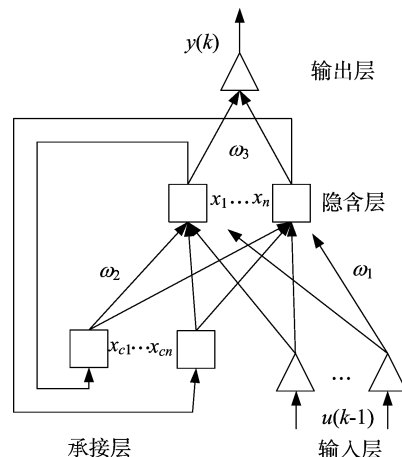 y(k)
输出层
ω3
x1…xn
隐含层
ω2
ω1
xc1…xcn
…
u(k-1)
承接层
输入层